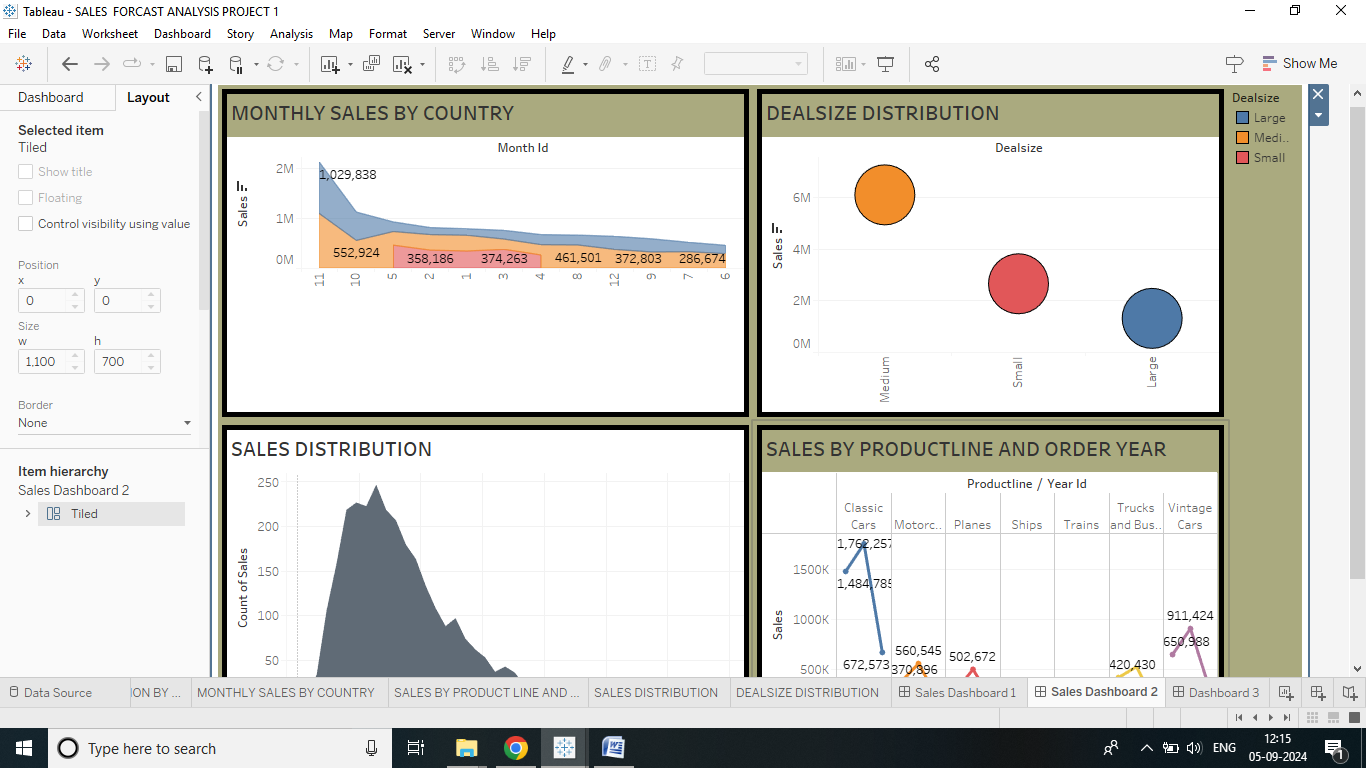 Tableau - SALES  FORCAST ANALYSIS PROJECT 1
File Data Worksheet Dashboard Story Analysis Map Format Server Window Help
Show Me
Dashboard Layout
Selected item
Tiled
Show title
Floating
Control visibility using value
Position
x y
0 0
Size
w h
1,100 700
Border
None
Item hierarchy
Sales Dashboard 2
Tiled
MONTHLY SALES BY COUNTRY
Month Id
Sales
2M
1M
0M
1,029,838
552,924 358,186 374,263 461,501 372,803 286,674
11 10 5 2 1 3 4 8 12 9 7 6
DEALSIZE DISTRIBUTION
Dealsize
Sales
6M
4M
2M
0M
Medium Small Large
Dealsize
Large
Medi..
Small
SALES DISTRIBUTION
Count of Sales
250
200
150
100
50
SALES BY PRODUCTLINE AND ORDER YEAR
Productline / Year Id
Classic Cars Motorc.. Planes Ships Trains Trucks and Bus.. Vintage Cars
Sales
1500K
1000K
500K
1,762,257
1,484,785
672,573
560,545
370,896
502,672
420,430
911,424
650,988
Data Source ION BY ... MONTHLY SALES BY COUNTRY SALES BY PRODUCT LINE AND ... SALES DISTRIBUTION DEALSIZE DISTRIBUTION Sales Dashboard 1 Sales Dashboard 2 Dashboard 3
Type here to search
W
ENG
12:15
05-09-2024
1